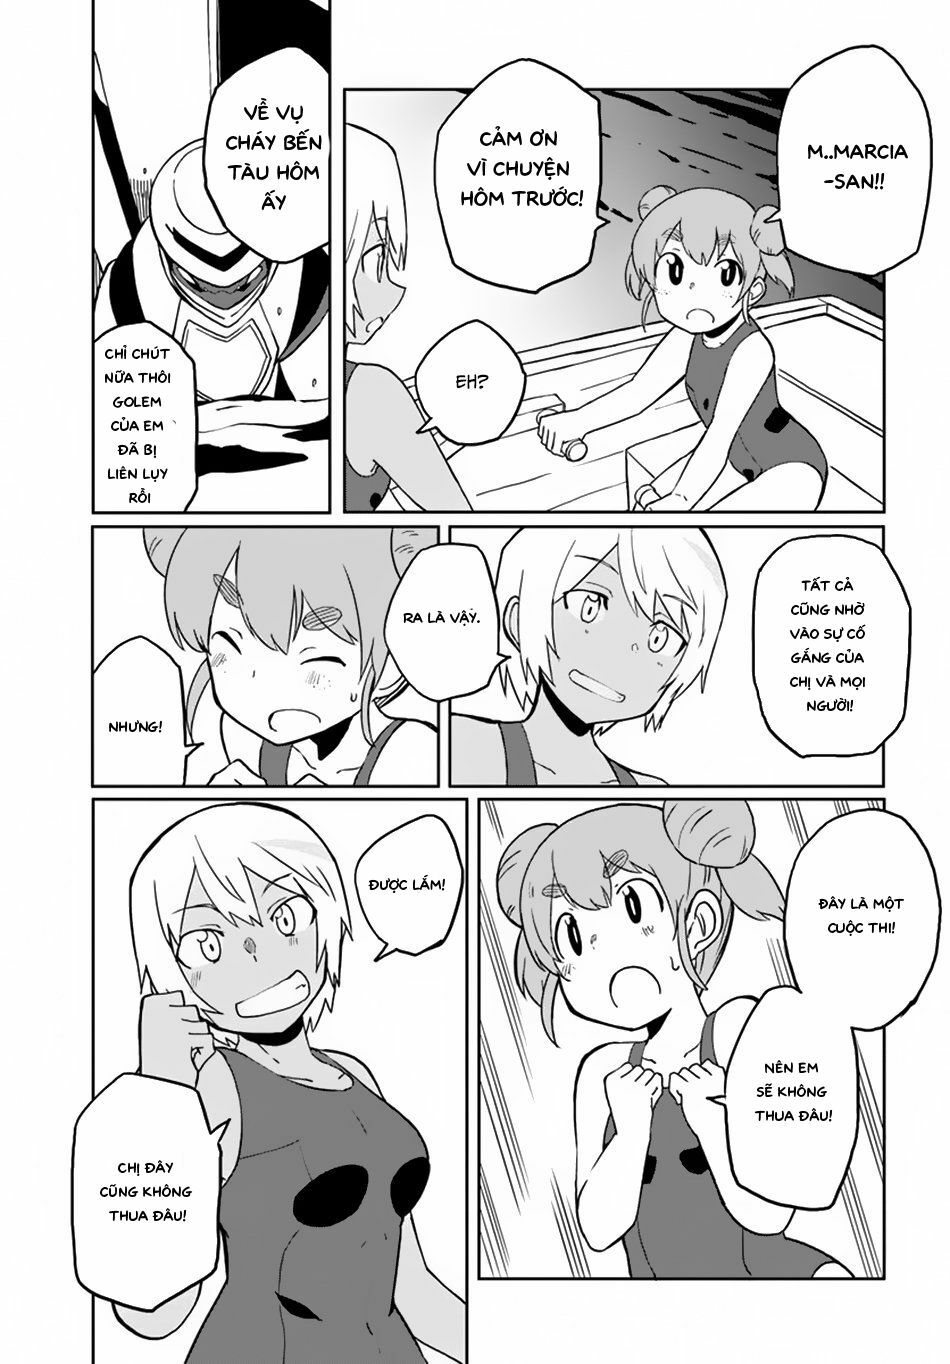 M..MARCIA
-SAN!!
CẢM ƠN
VÌ CHUYỆN
HÔM TRƯỚC!
EH?
VỀ VỤ
CHÁY BẾN
TÀU HÔM
ẤY
CHỈ CHÚT
NỮA THÔI
GOLEM
CỦA EM
ĐÃ BỊ
LIÊN LỤY
RỒI
TẤT CẢ
CŨNG NHỜ
VÀO SỰ CỐ
GẮNG CỦA
CHỊ VÀ MỌI
NGƯỜI!
RA LÀ VẬY.
NHƯNG!
ĐÂY LÀ MỘT
CUỘC THI!
NÊN EM
SẼ KHÔNG
THUA ĐÂU!
ĐƯỢC LẮM!
CHỊ ĐÂY
CŨNG KHÔNG
THUA ĐÂU!